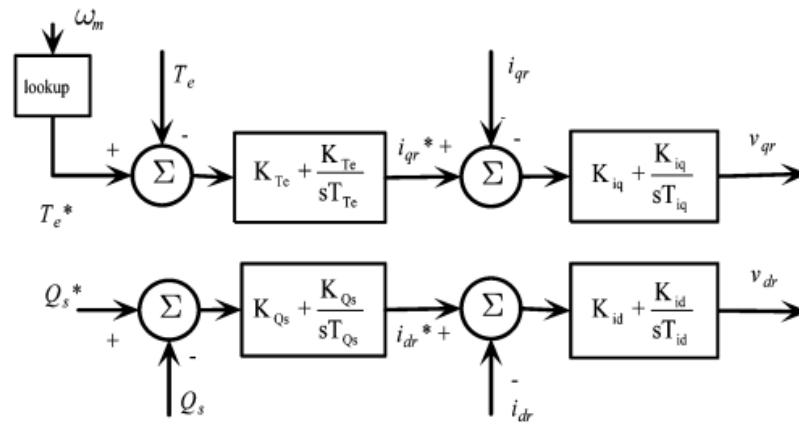 ω_m
lookup
T_e
-
+
Σ
T_e*
K_Te + K_Te/sT_Te
i_qr* +
i_qr
-
-
Σ
K_iq + K_iq/sT_iq
v_qr
Q_s*
+
Σ
-
Q_s
K_Qs + K_Qs/sT_Qs
i_dr* +
Σ
-
i_dr
K_id + K_id/sT_id
v_dr